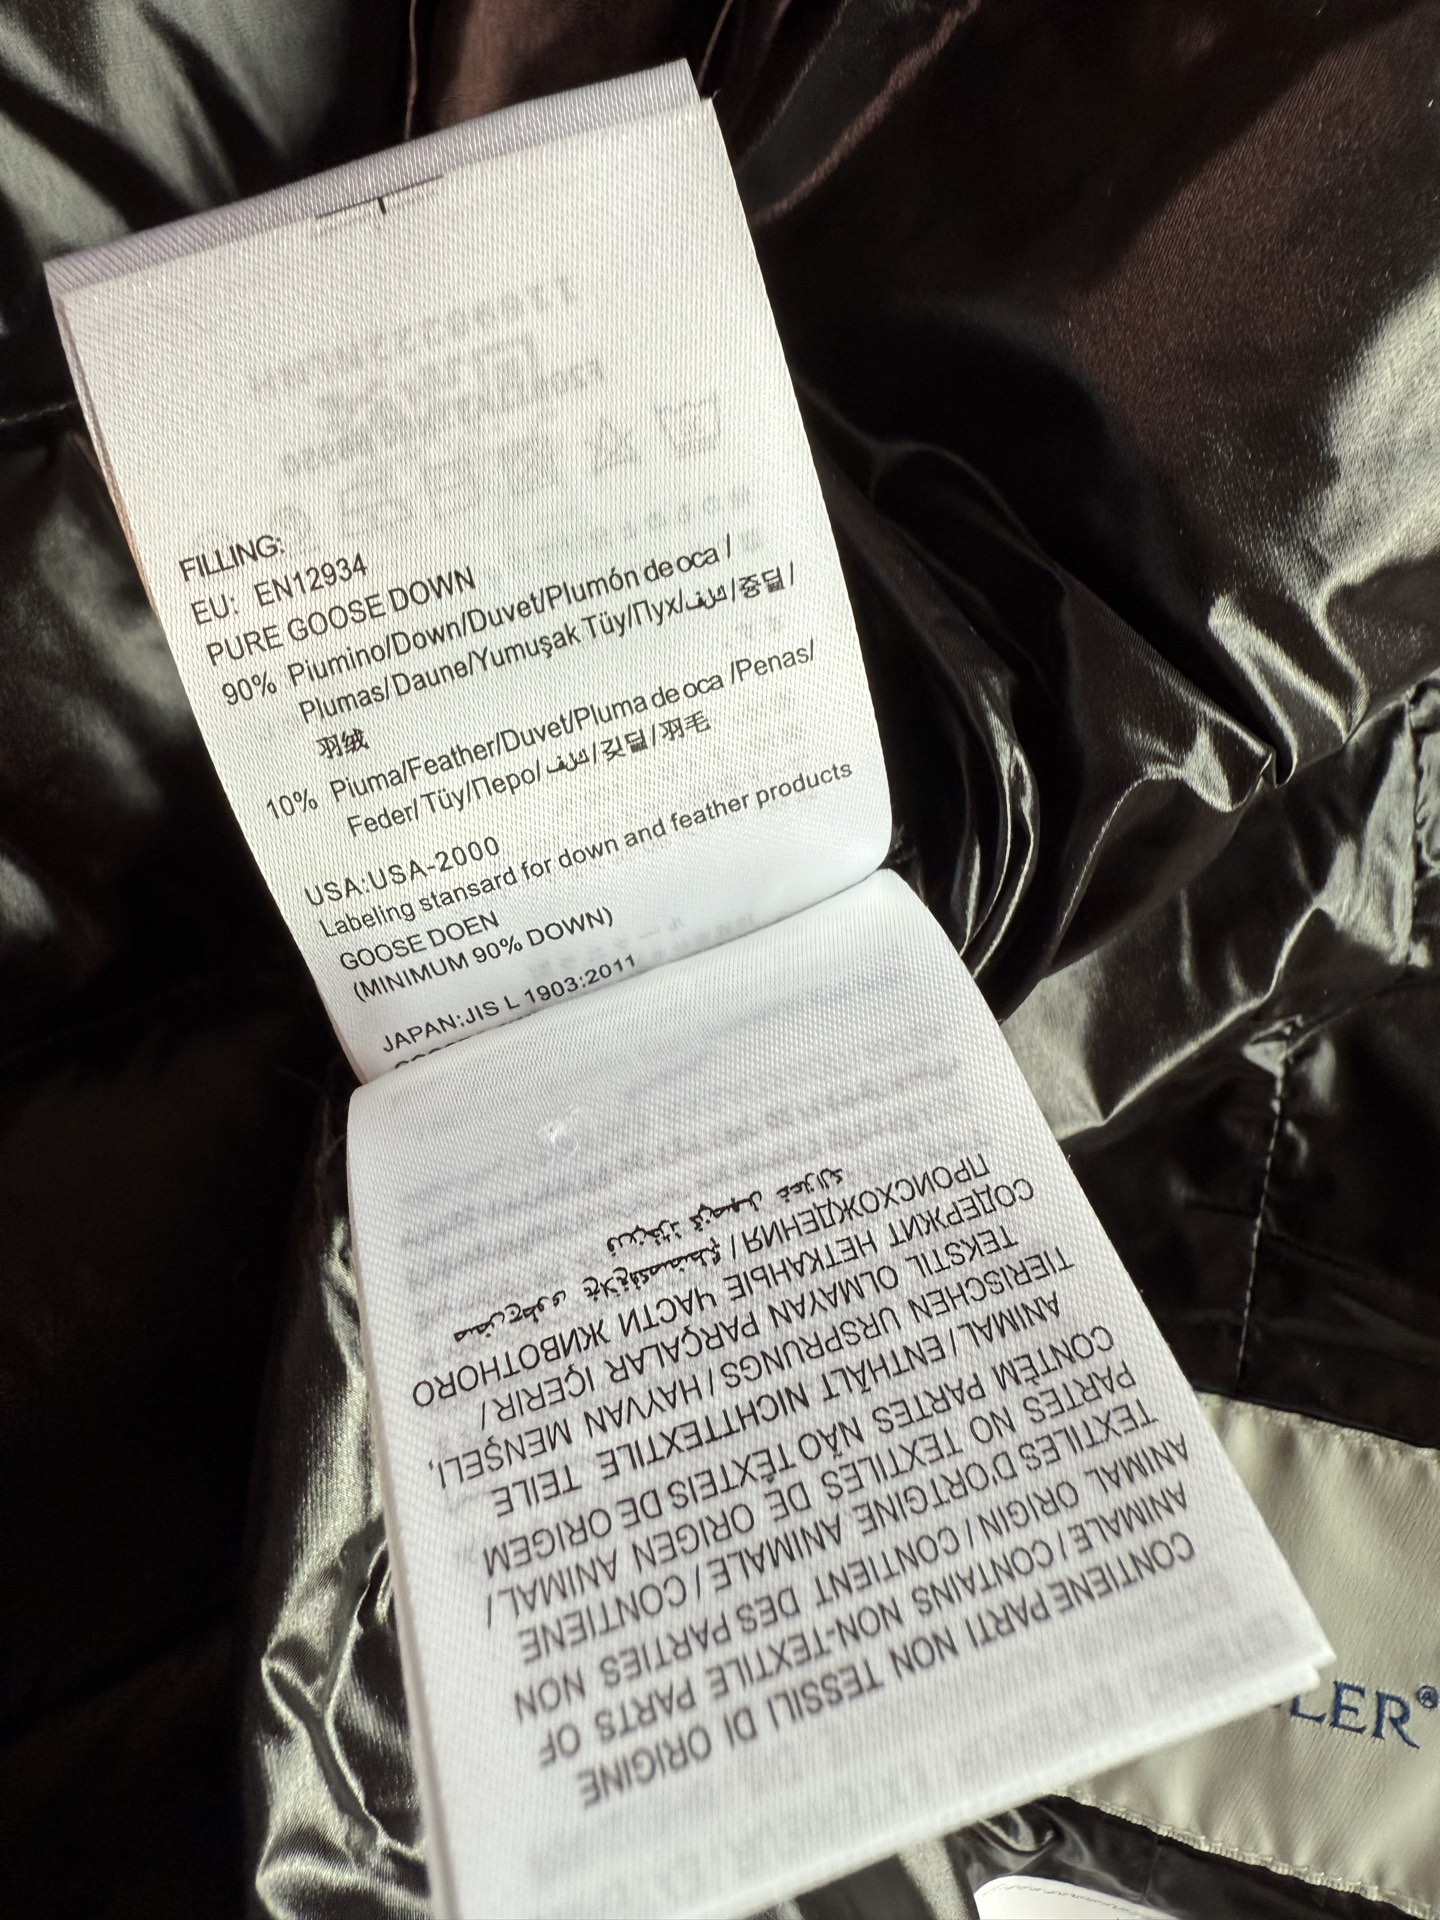 FILLING:
EU: EN12934
PURE GOOSE DOWN
90% Piumino/Down/Duvet/Plumón de oca /
Plumas/Daune/Yumuşak Tüy/Пух/
羽绒
10% Piuma/Feather/Duvet/Pluma de oca /Penas/
Feder/Tüy/Перо/깃털/羽毛
USA:USA-2000
Labeling stansard for down and feather products
GOOSE DOEN
(MINIMUM 90% DOWN)
JAPAN:JIS L 1903:2011
CONTIENE PARTI NON TESSILI DI ORIGINE
ANIMALE / CONTAINS NON-TEXTILE PARTS OF
ANIMAL ORIGIN / CONTIENT DES PARTIES NON
TEXTILES D'ORTGINE ANIMALE / CONTIENE
PARTES NO TEXTILES DE ORIGEN ANIMAL /
CONTÉM PARTES NÃO TÊXTEIS DE ORIGEM
ANIMAL / ENTHÄLT NICHTTEXTILE TEILE
TIERISCHEN URSPRUNGS / HAYVAN MENŞELI,
TEKSTIL OLMAYAN PARÇALAR IÇERIR /
СОДЕРЖИТ НЕТКАНЫЕ ЧАСТИ ЖИВОТНОГО
ПРОИСХОЖДЕНИЯ /
LER®